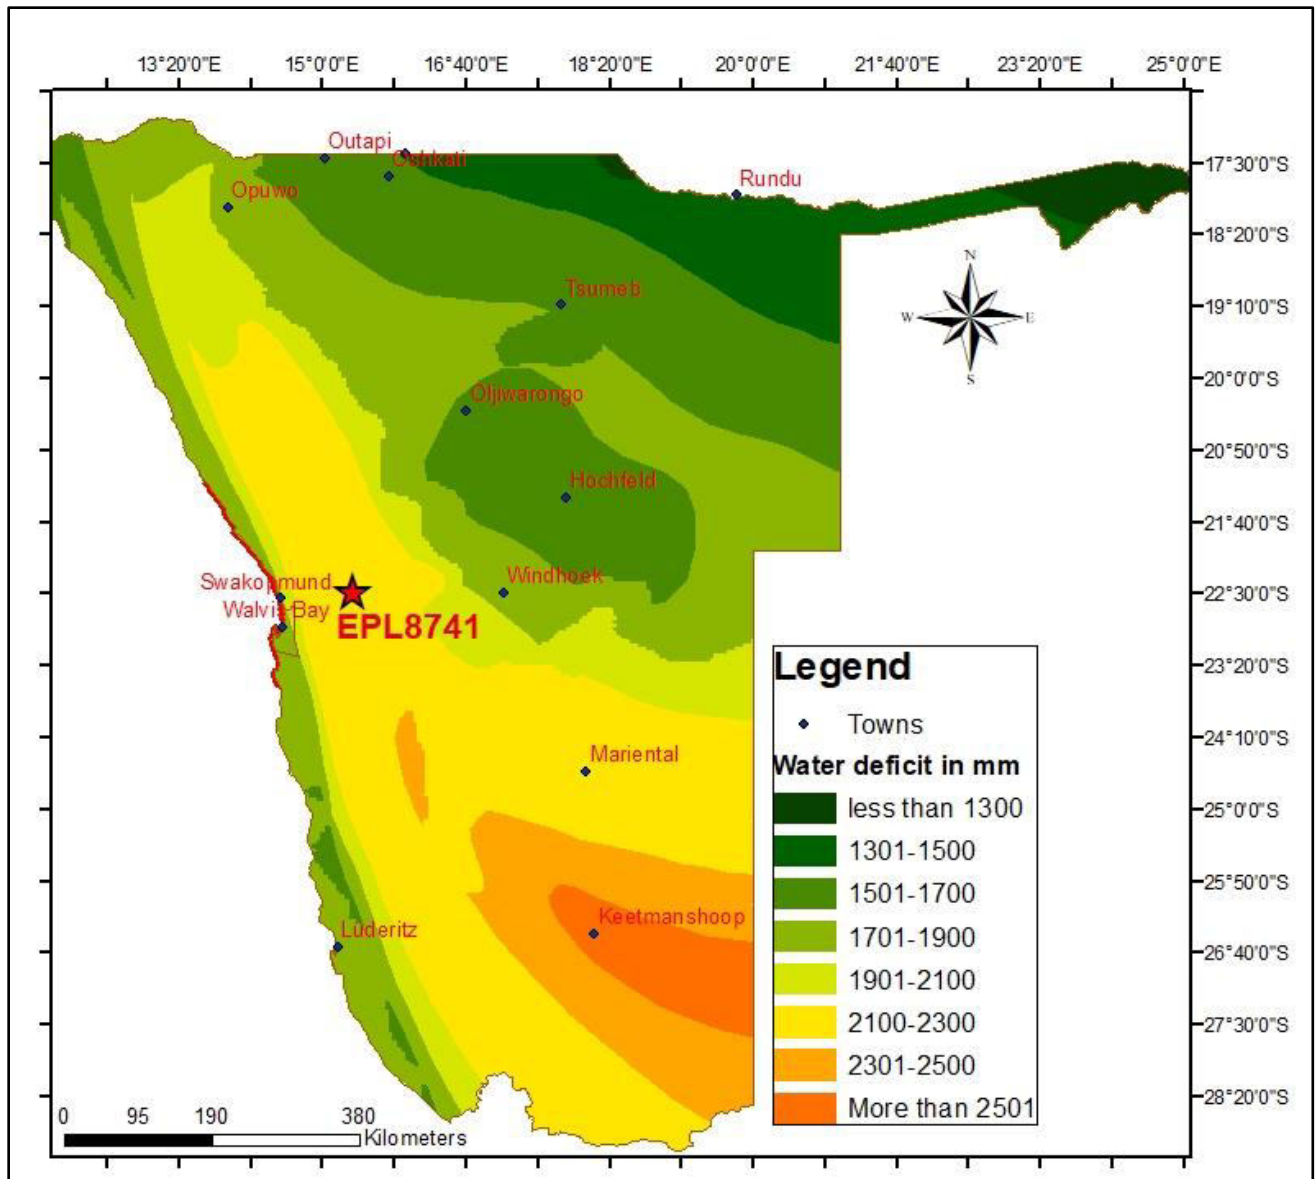 13°20'0"E 15°0'0"E 16°40'0"E 18°20'0"E 20°0'0"E 21°40'0"E 23°20'0"E 25°0'0"E
Outapi
Oshkati
Opuwo
Rundu
17°30'0"S
18°20'0"S
N
W E
S
Tsumeb
19°10'0"S
20°0'0"S
Oljiwarongo
20°50'0"S
Hochfeld
21°40'0"S
Swakopmund
Windhoek
22°30'0"S
Walvis Bay
EPL8741
23°20'0"S
24°10'0"S
Mariental
25°0'0"S
25°50'0"S
Keetmanshoop
Luderitz
26°40'0"S
27°30'0"S
28°20'0"S
Legend
Towns
Water deficit in mm
less than 1300
1301-1500
1501-1700
1701-1900
1901-2100
2100-2300
2301-2500
More than 2501
0 95 190 380
Kilometers